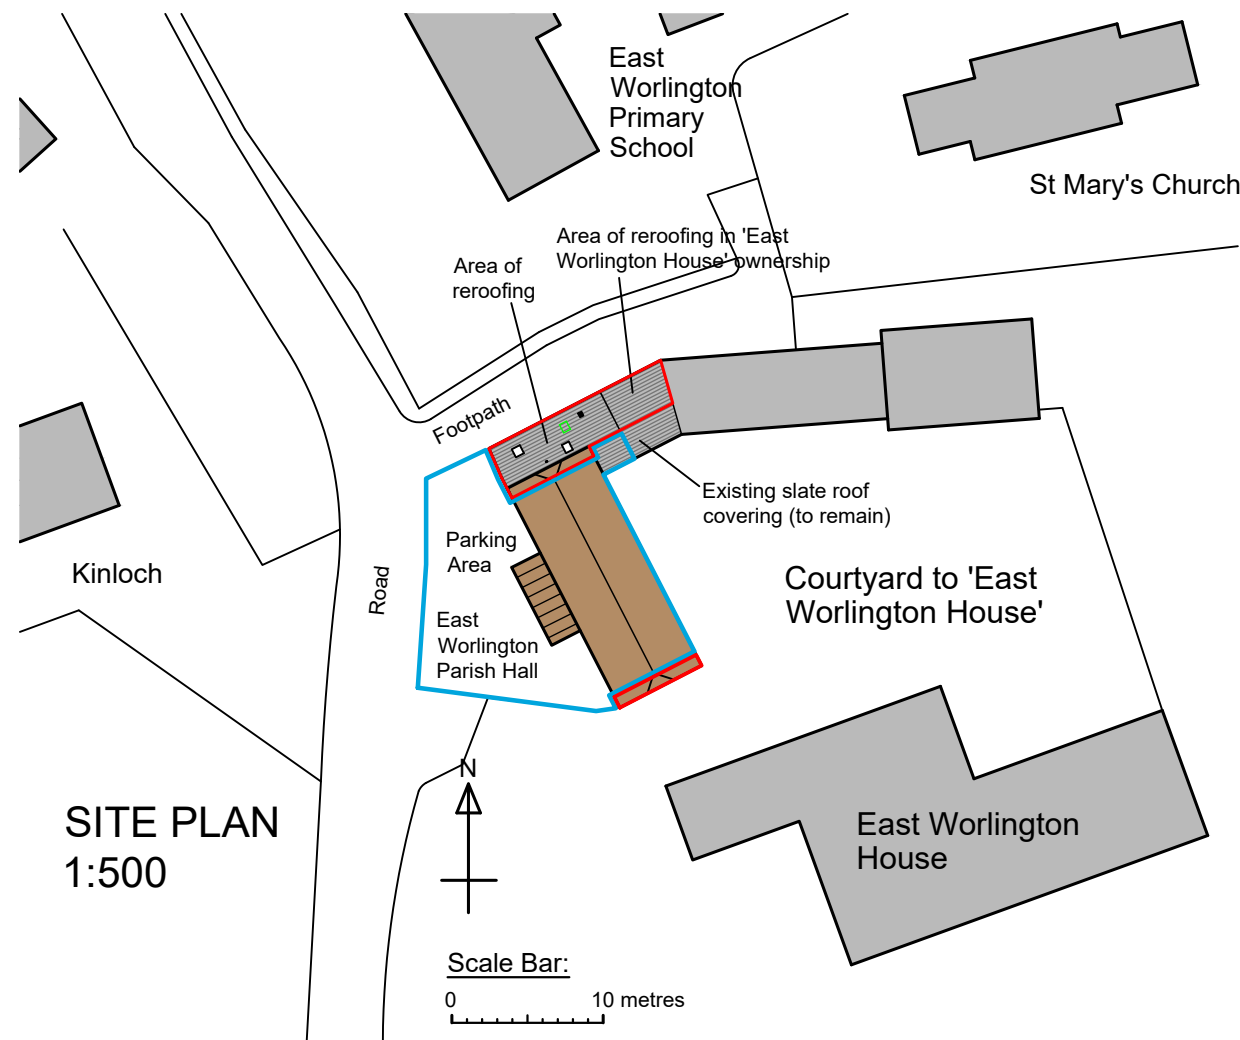 East
Worlington
Primary
School
St Mary's Church
Area of reroofing in 'East
Worlington House' ownership
Area of
reroofing
Footpath
Existing slate roof
covering (to remain)
Parking
Area
Kinloch
Road
Courtyard to 'East
Worlington House'
East
Worlington
Parish Hall
N
SITE PLAN
1:500
East Worlington
House
Scale Bar:
0 10 metres